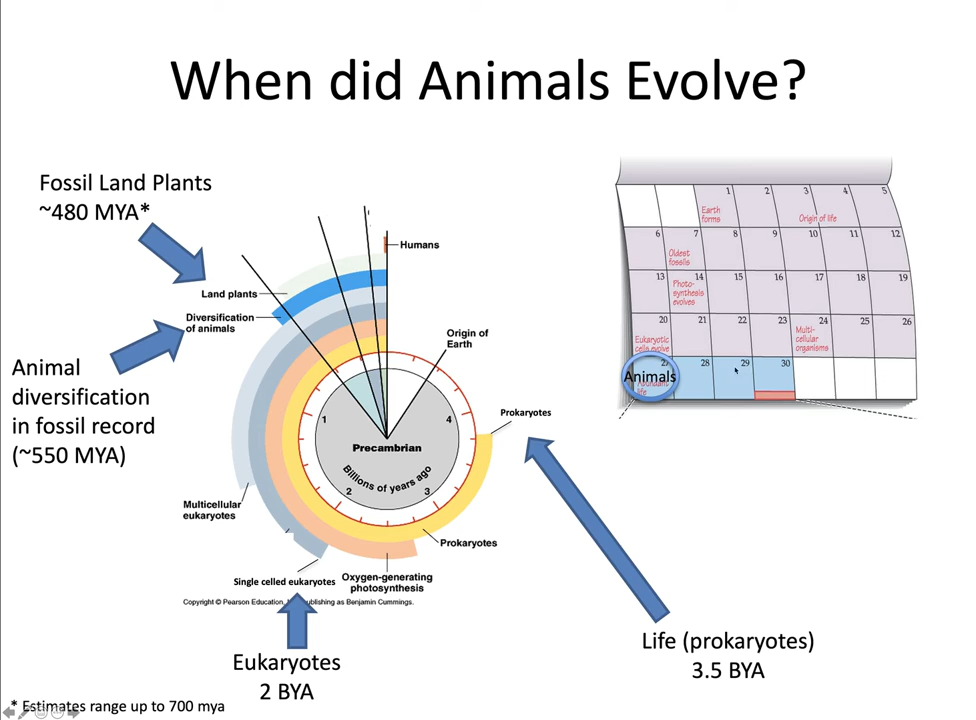 When did Animals Evolve?
Fossil Land Plants
~480 MYA*
Animal
diversification
in fossil record
(~550 MYA)
Humans
Land plants
Diversification
of animals
Origin of
Earth
Prokaryotes
1
4
Precambrian
Billions of years ago
2
3
Multicellular
eukaryotes
Prokaryotes
Single celled eukaryotes
Oxygen-generating
photosynthesis
Copyright © Pearson Education, publishing as Benjamin Cummings.
Eukaryotes
2 BYA
Life (prokaryotes)
3.5 BYA
1 2 3 4 5
Earth
forms
Origin of life
6 7 8 9 10 11 12
Oldest
fossils
13 14 15 16 17 18 19
Photo-
synthesis
evolves
20 21 22 23 24 25 26
Eukaryotic
cells evolve
Multi-
cellular
organisms
27 28 29 30
Animals
life
* Estimates range up to 700 mya